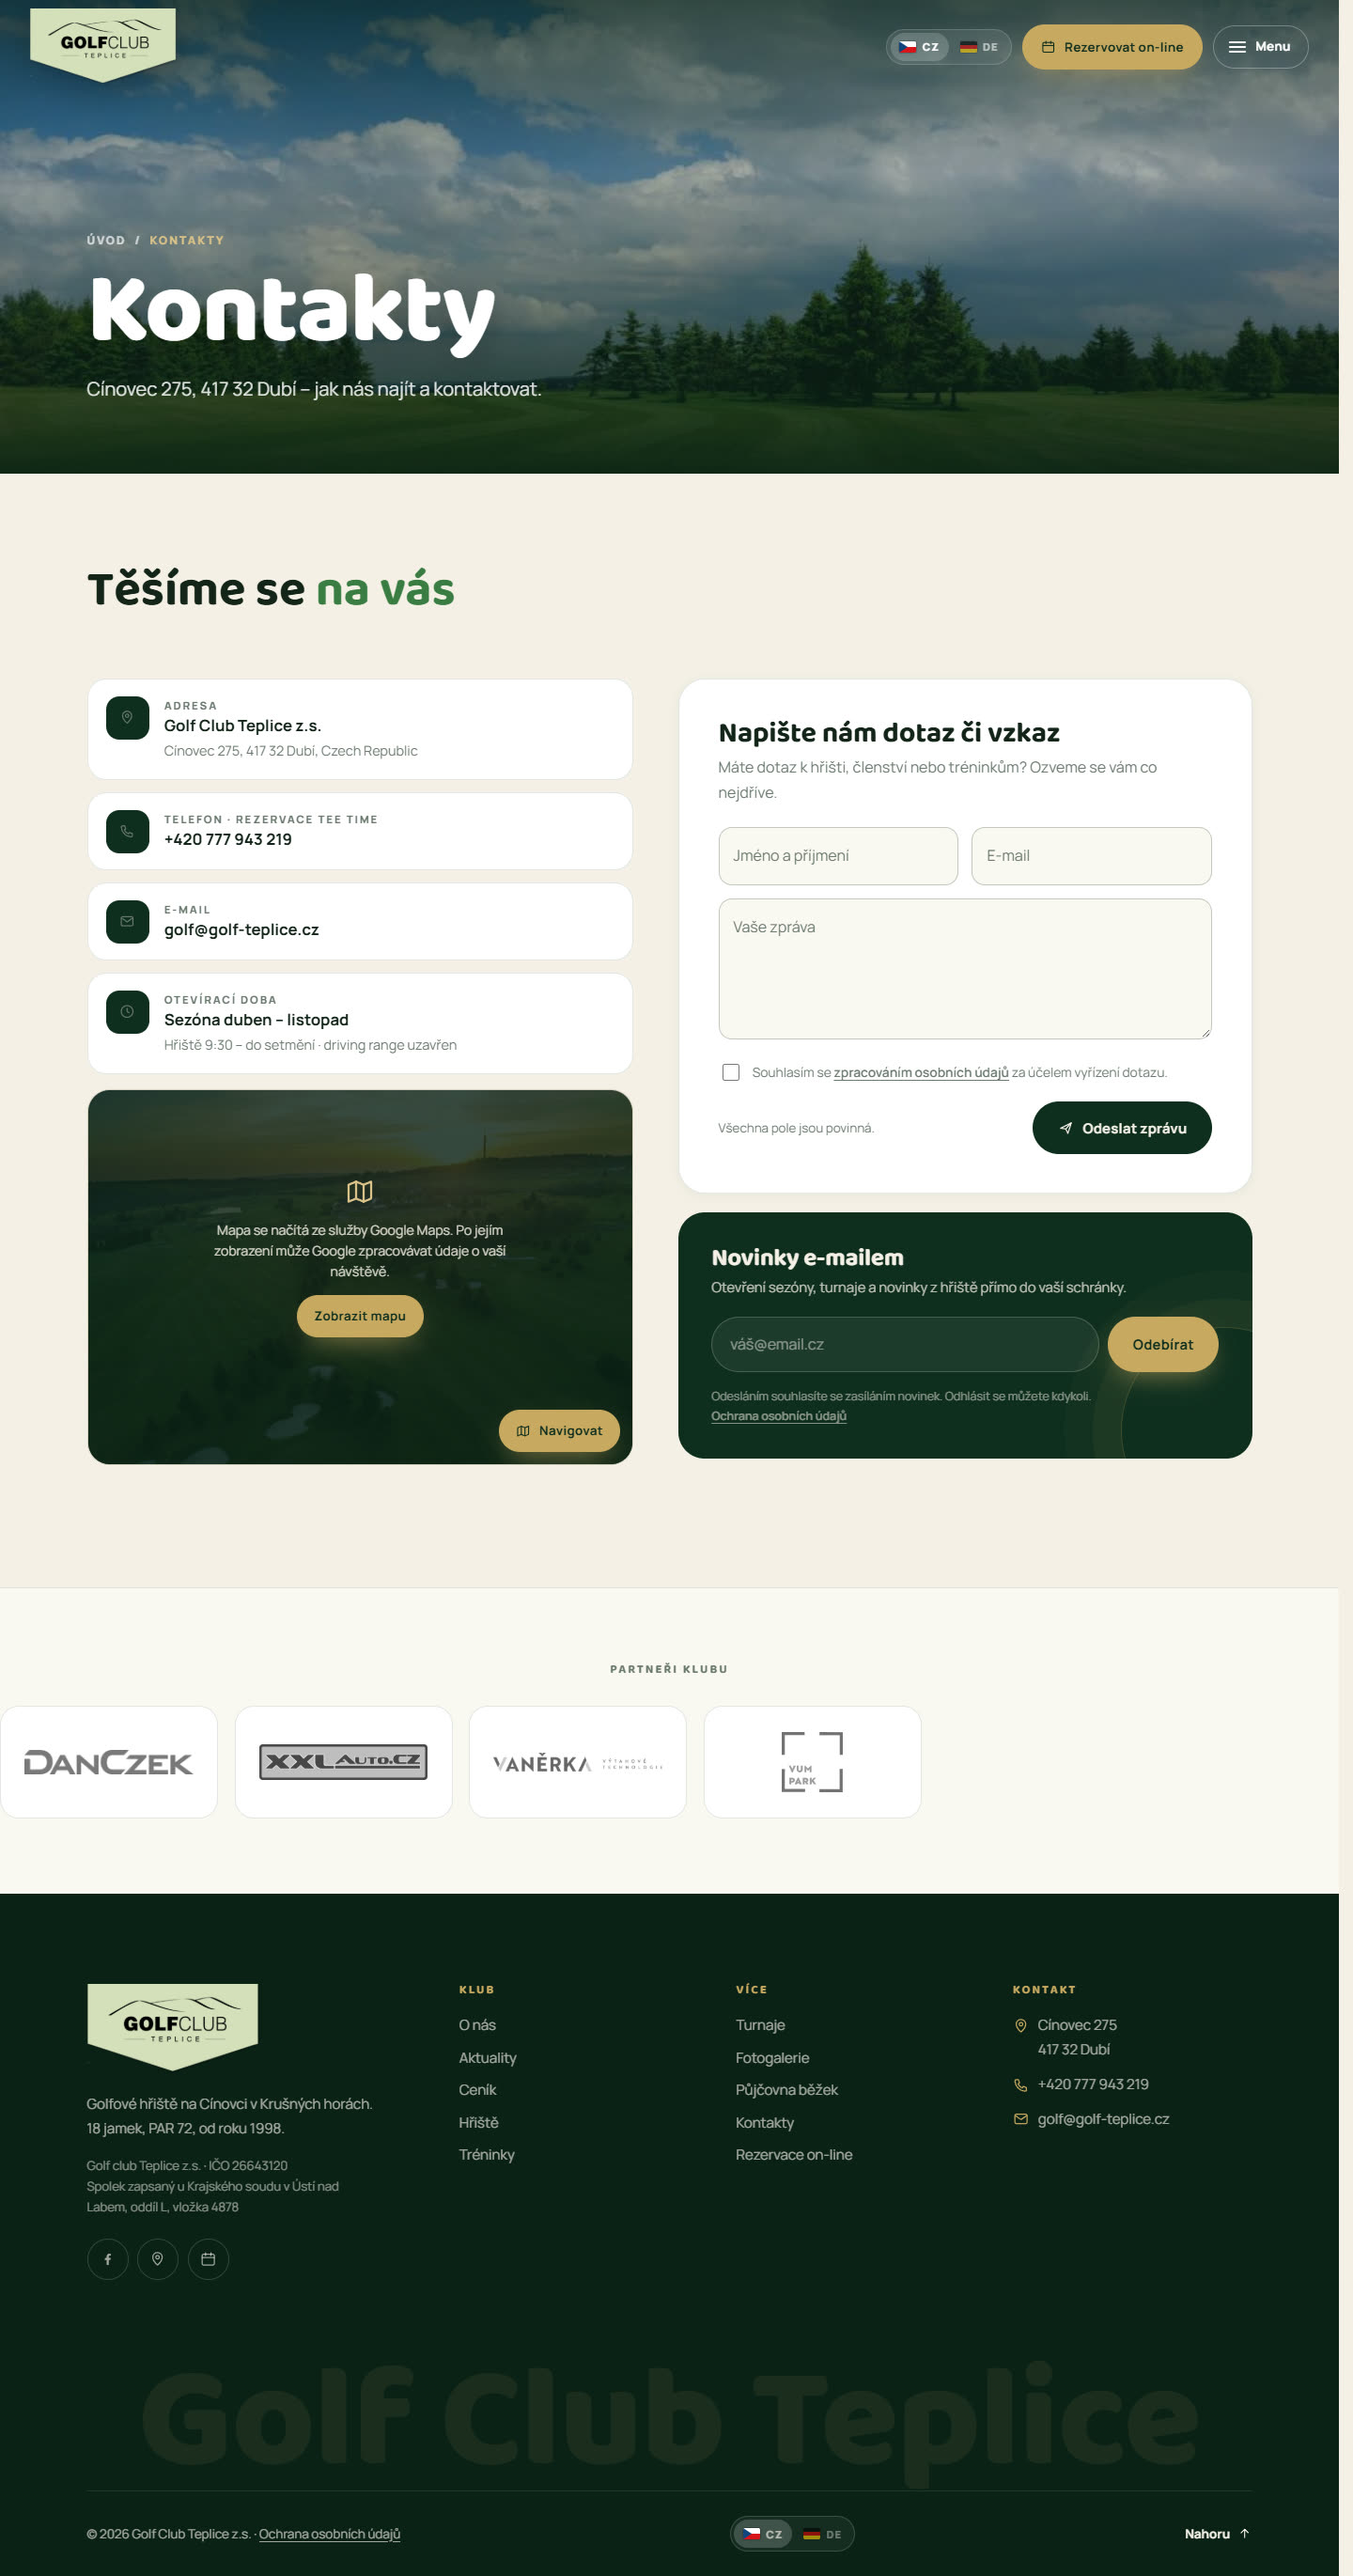 GOLFCLUB
TEPLICE
CZ
DE
Rezervovat on-line
Menu
ÚVOD / KONTAKTY
Kontakty
Cínovec 275, 417 32 Dubí – jak nás najít a kontaktovat.
Těšíme se na vás
ADRESA
Golf Club Teplice z.s.
Cínovec 275, 417 32 Dubí, Czech Republic
TELEFON · REZERVACE TEE TIME
+420 777 943 219
E-MAIL
golf@golf-teplice.cz
OTEVÍRACÍ DOBA
Sezóna duben – listopad
Hřiště 9:30 – do setmění · driving range uzavřen
Mapa se načítá ze služby Google Maps. Po jejím
zobrazení může Google zpracovávat údaje o vaší
návštěvě.
Zobrazit mapu
Navigovat
Napište nám dotaz či vzkaz
Máte dotaz k hřišti, členství nebo tréninkům? Ozveme se vám co
nejdříve.
Jméno a příjmení
E-mail
Vaše zpráva
Souhlasím se zpracováním osobních údajů za účelem vyřízení dotazu.
Všechna pole jsou povinná.
Odeslat zprávu
Novinky e-mailem
Otevření sezóny, turnaje a novinky z hřiště přímo do vaší schránky.
váš@email.cz
Odebírat
Odesláním souhlasíte se zasíláním novinek. Odhlásit se můžete kdykoli.
Ochrana osobních údajů
PARTNEŘI KLUBU
DANCZEK
XXL AUTO.CZ
VANĚRKA
VÝTAHOVÉ
TECHNOLOGIE
VUM
PARK
GOLFCLUB
TEPLICE
Golfové hřiště na Cínovci v Krušných horách.
18 jamek, PAR 72, od roku 1998.
Golf club Teplice z.s. · IČO 26643120
Spolek zapsaný u Krajského soudu v Ústí nad
Labem, oddíl L, vložka 4878
KLUB
O nás
Aktuality
Ceník
Hřiště
Tréninky
VÍCE
Turnaje
Fotogalerie
Půjčovna běžek
Kontakty
Rezervace on-line
KONTAKT
Cínovec 275
417 32 Dubí
+420 777 943 219
golf@golf-teplice.cz
Golf Club Teplice
© 2026 Golf Club Teplice z.s. · Ochrana osobních údajů
CZ
DE
Nahoru